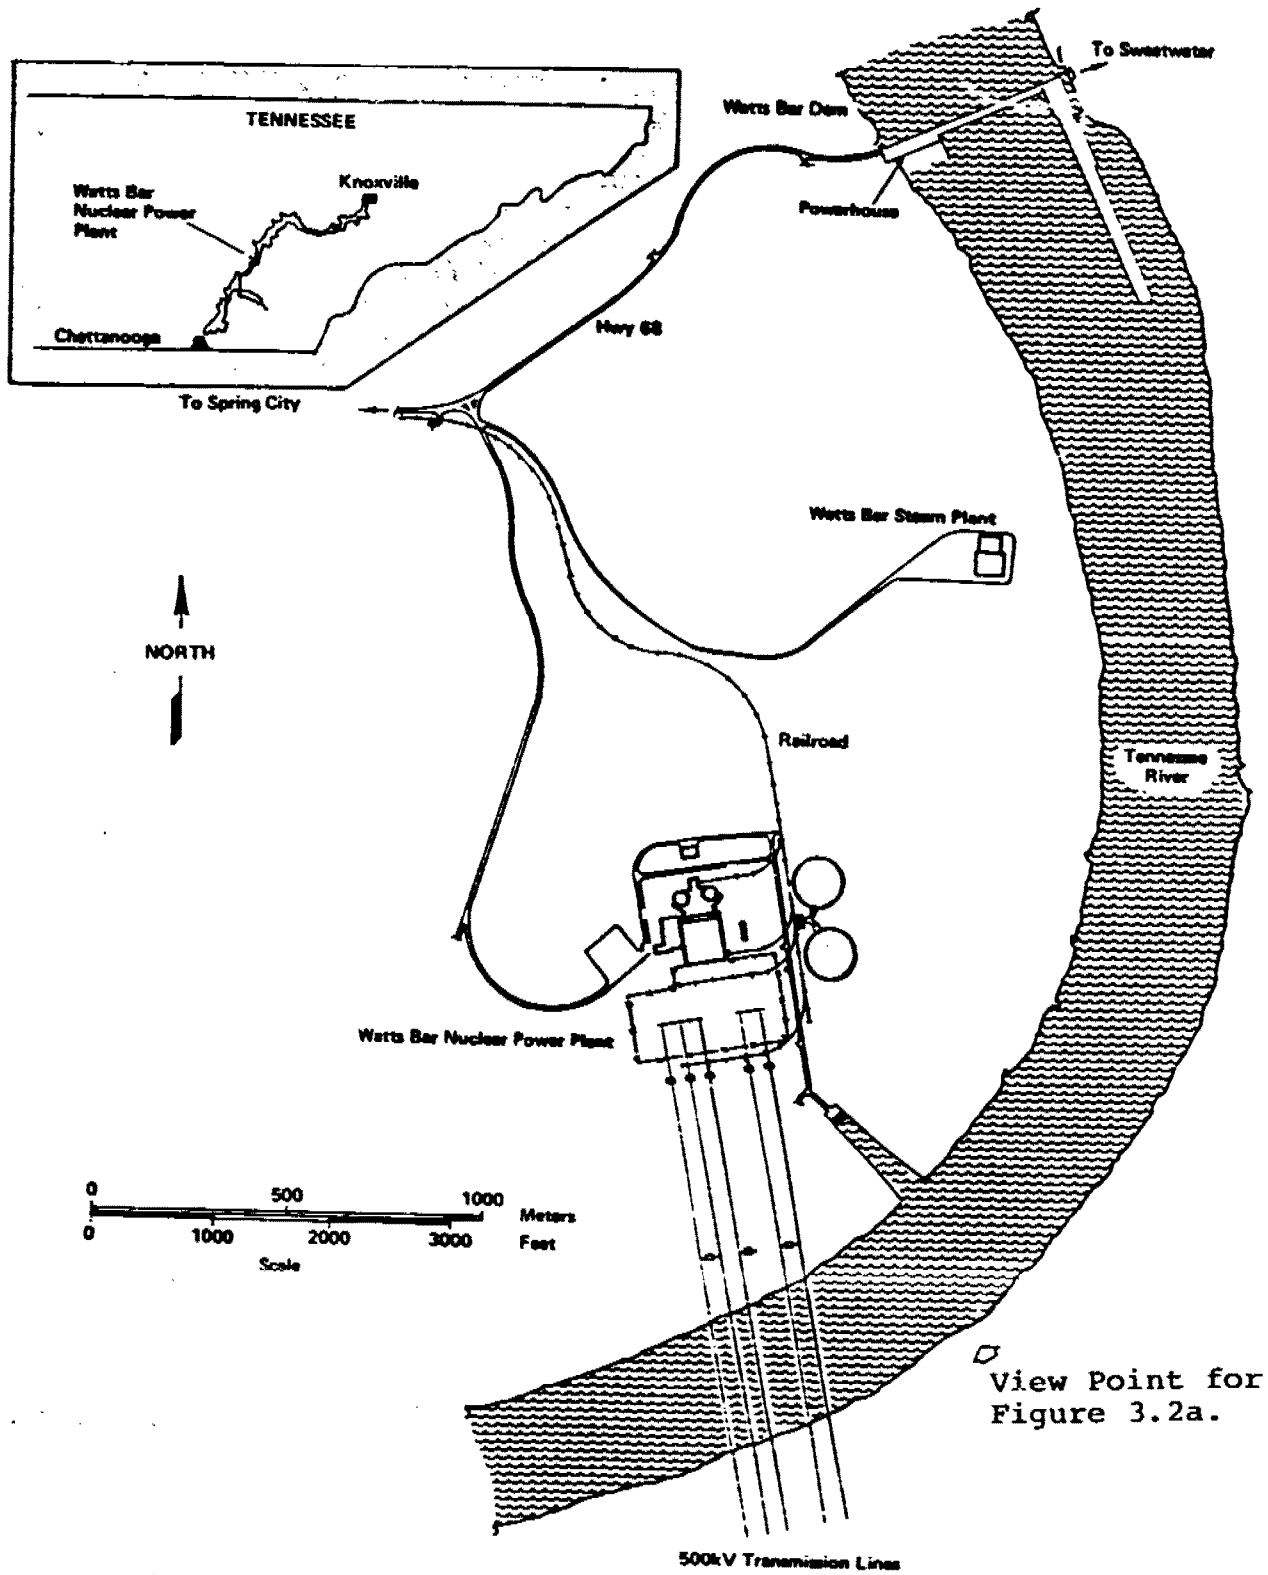 To Sweetwater
Watts Bar Dam
TENNESSEE
Knoxville
Watts Bar
Nuclear Power
Plant
Powerhouse
Chattanooga
Hwy 68
To Spring City
Watts Bar Steam Plant
NORTH
Railroad
Tennessee
River
Watts Bar Nuclear Power Plant
0 500 1000
Meters
0 1000 2000 3000
Feet
Scale
View Point for
Figure 3.2a.
500kV Transmission Lines